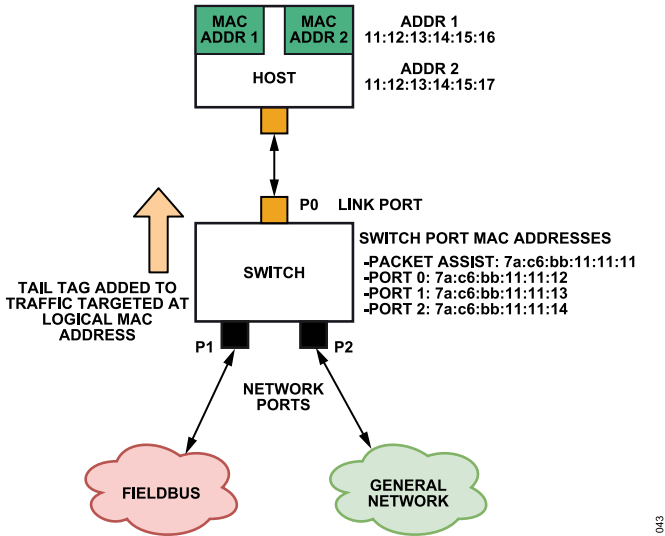 MAC
ADDR 1
MAC
ADDR 2
HOST
ADDR 1
11:12:13:14:15:16
ADDR 2
11:12:13:14:15:17
P0
LINK PORT
SWITCH
SWITCH PORT MAC ADDRESSES
-PACKET ASSIST: 7a:c6:bb:11:11:11
-PORT 0: 7a:c6:bb:11:11:12
-PORT 1: 7a:c6:bb:11:11:13
-PORT 2: 7a:c6:bb:11:11:14
TAIL TAG ADDED TO
TRAFFIC TARGETED AT
LOGICAL MAC
ADDRESS
P1
P2
NETWORK
PORTS
FIELDBUS
GENERAL
NETWORK
043